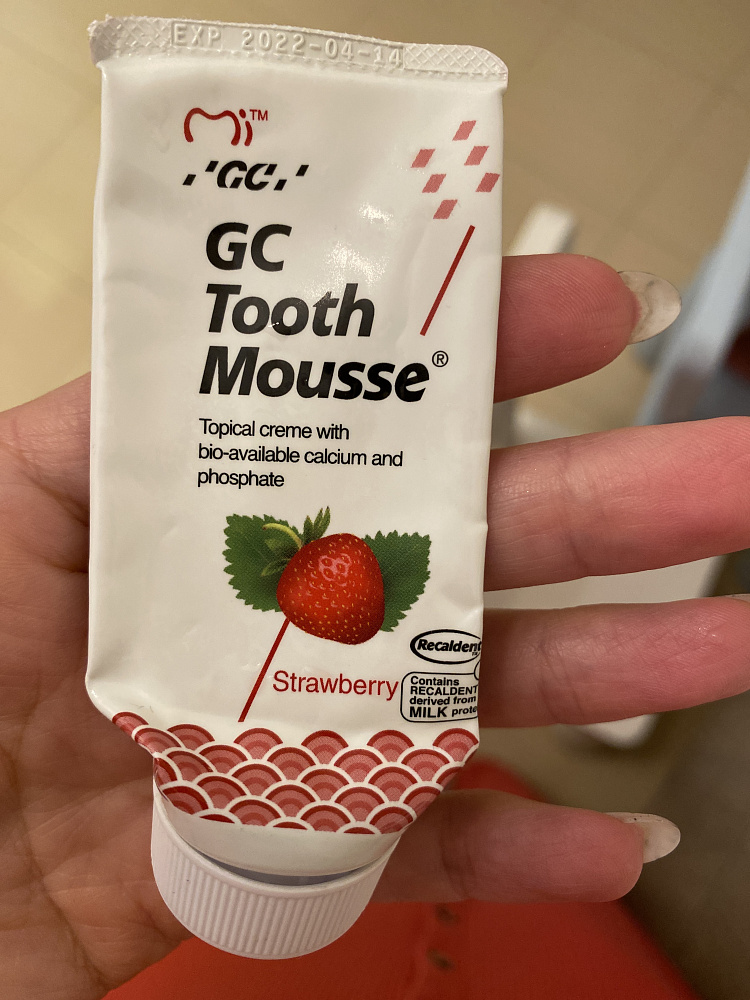 EXP 2022-04-14
Mi™
GC
GC
Tooth
Mousse®
Topical creme with
bio-available calcium and
phosphate
Recaldent
Strawberry
Contains
RECALDENT
derived from
MILK prote